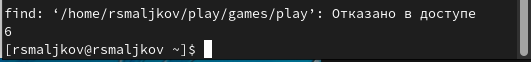 find: ‘/home/rsmaljkov/play/games/play’: Отказано в доступе
6
[rsmaljkov@rsmaljkov ~]$